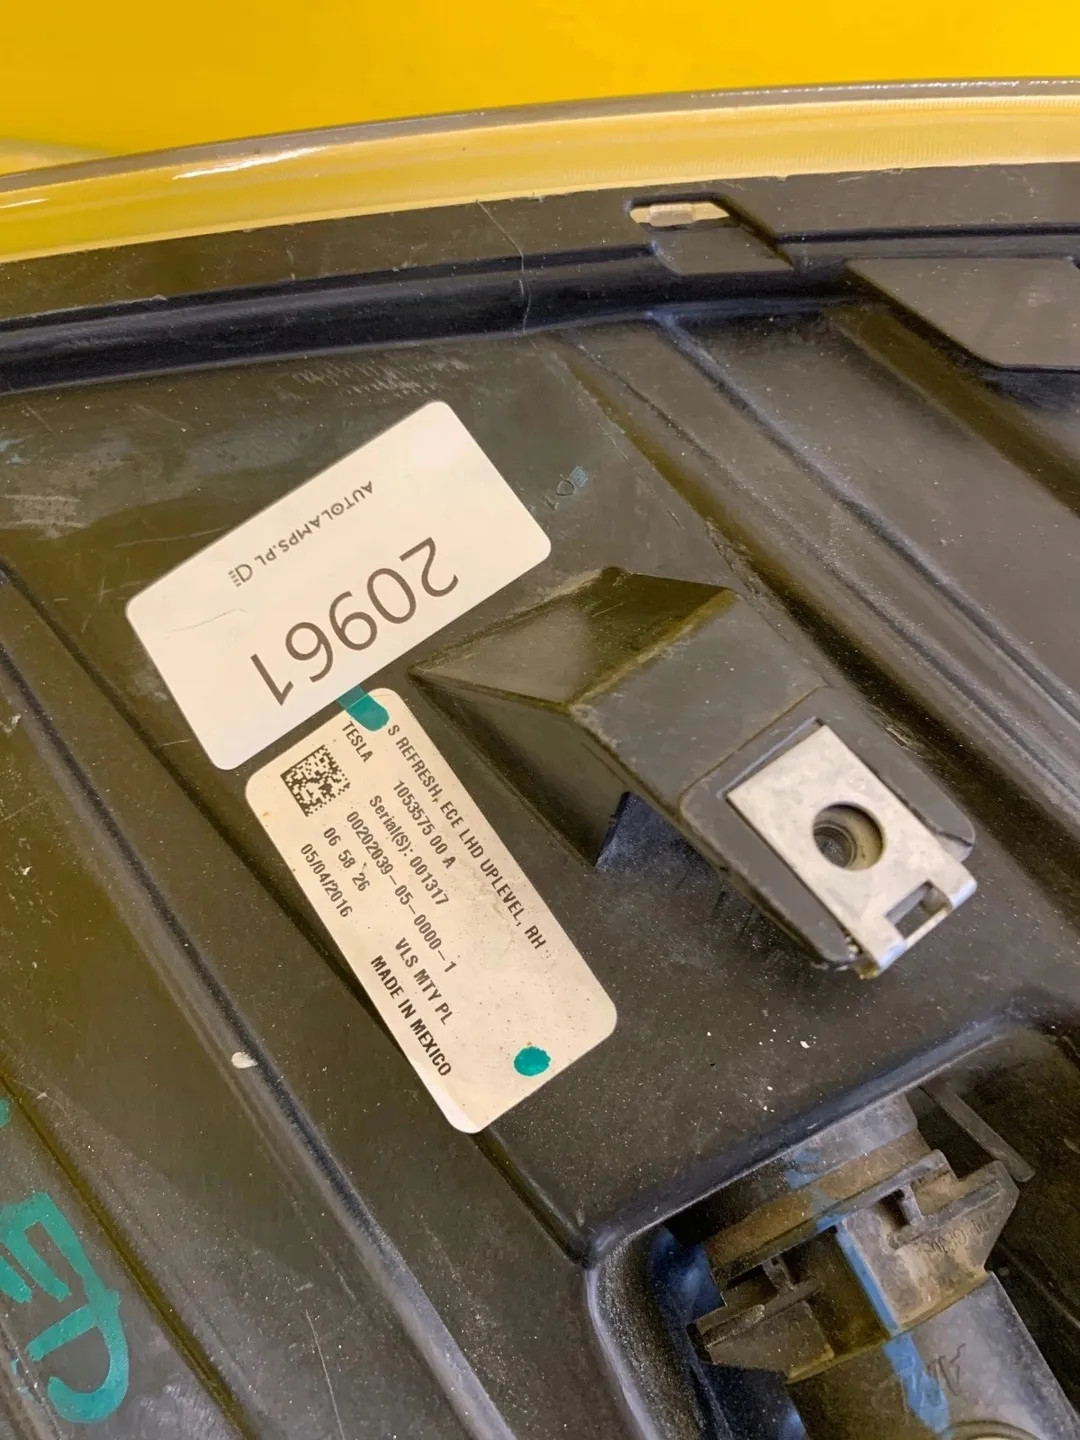 AUTOLAMPS.PL
20961
TESLA
S REFRESH, ECE LHD UPLEVEL, RH
1053575 00 A
Serial(S): 001317
00202039-05-0000-1
06 58 26
VLS MTY PL
05/04/2016
MADE IN MEXICO